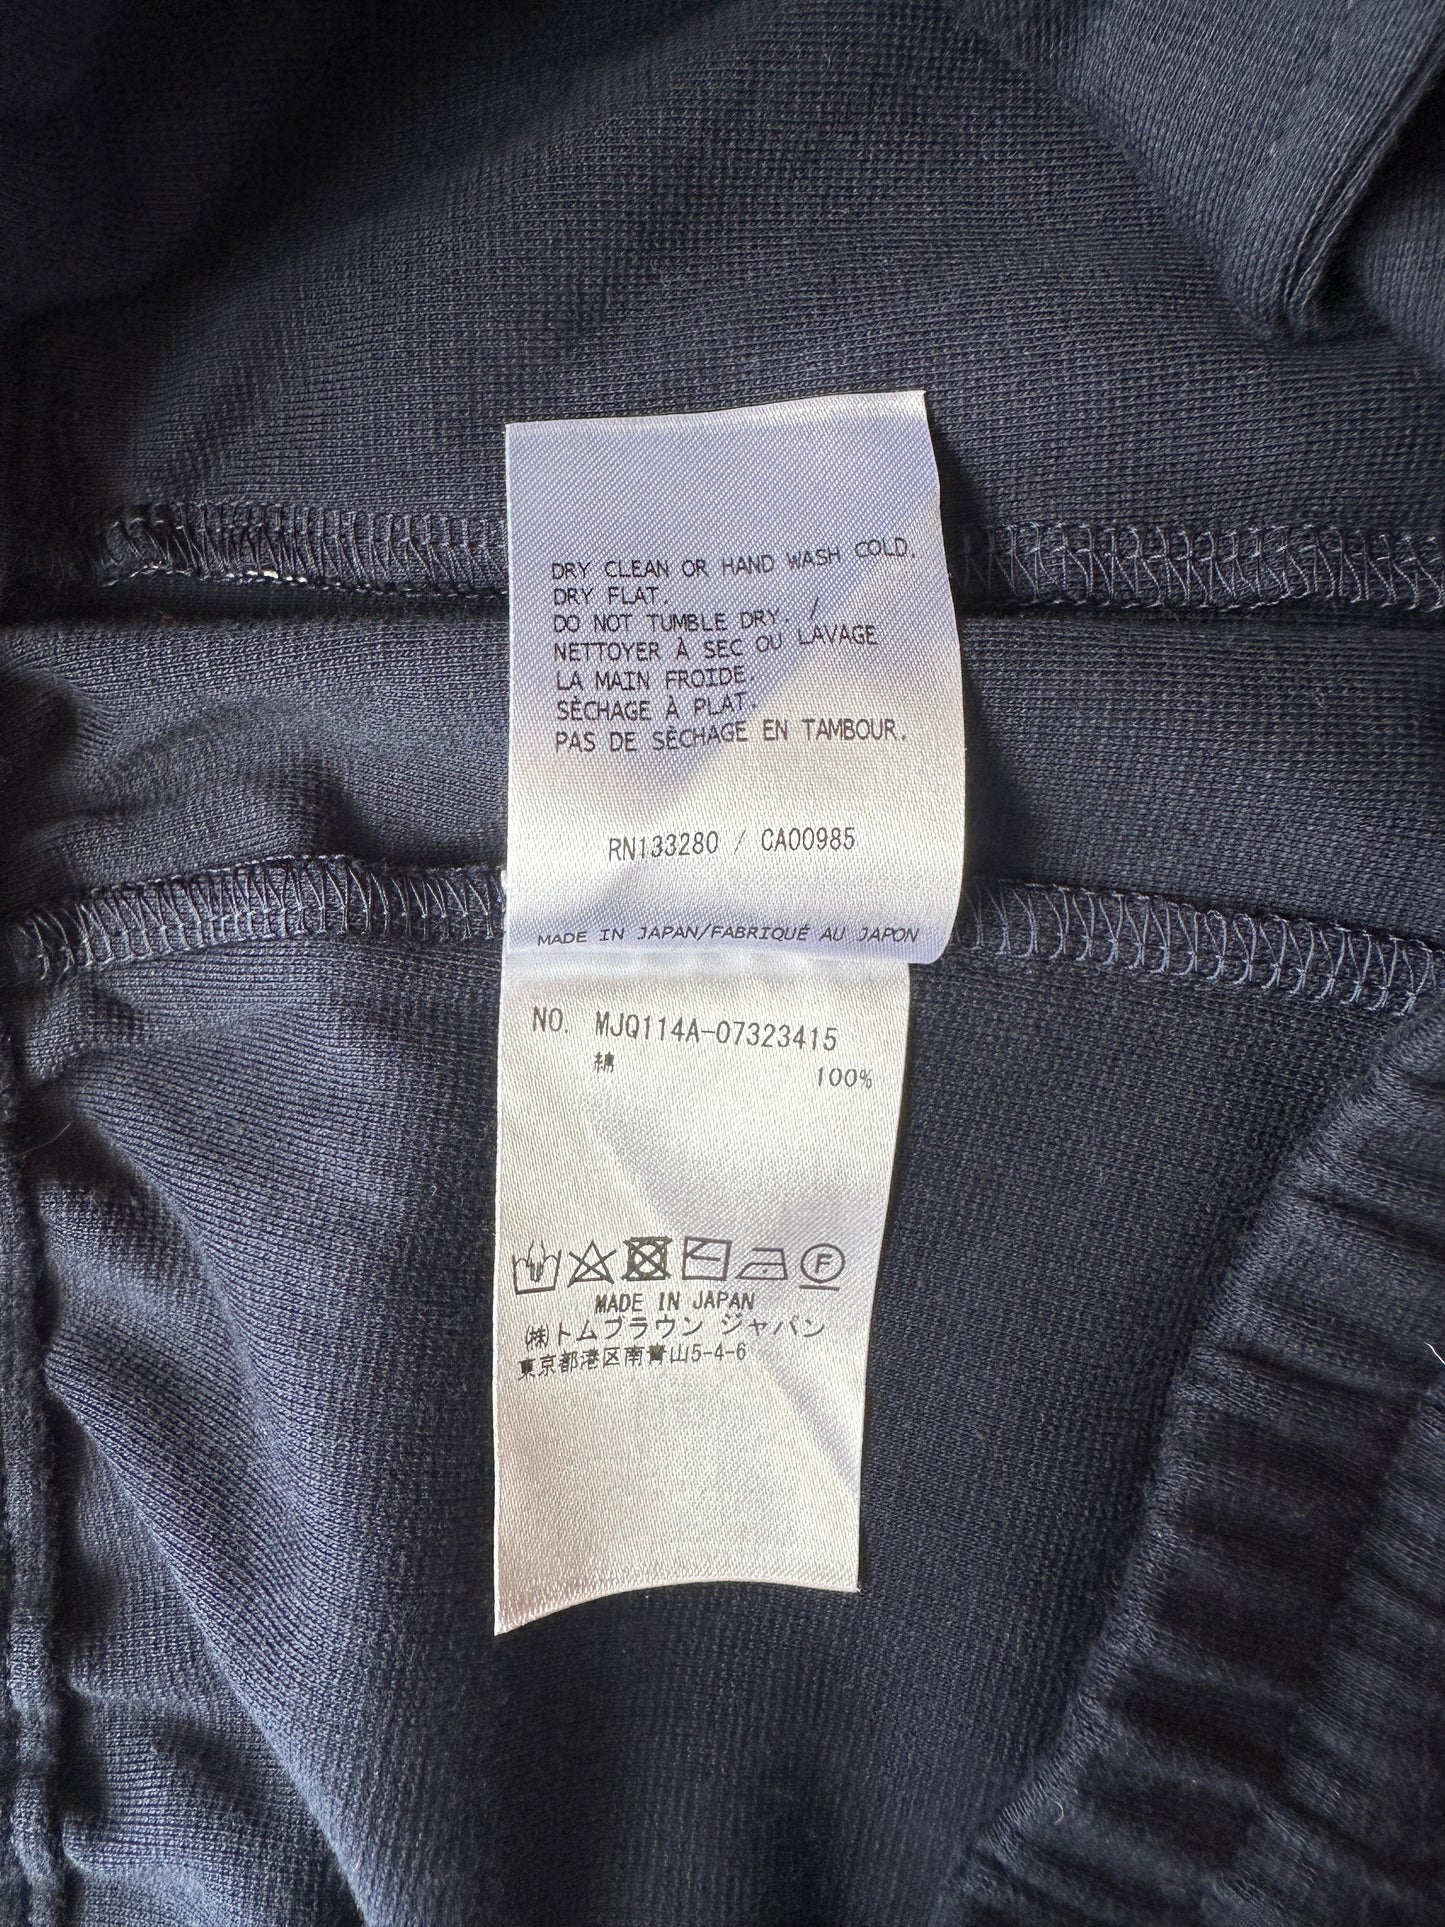 DRY CLEAN OR HAND WASH COLD.
DRY FLAT.
DO NOT TUMBLE DRY. /
NETTOYER À SEC OU LAVAGE
LA MAIN FROIDE.
SÈCHAGE À PLAT.
PAS DE SÈCHAGE EN TAMBOUR.
RN133280 / CA00985
MADE IN JAPAN/FABRIQUÉ AU JAPON
NO. MJQ114A-07323415
綿 100%
F
MADE IN JAPAN
㈱トムブラウン ジャパン
東京都港区南青山5-4-6